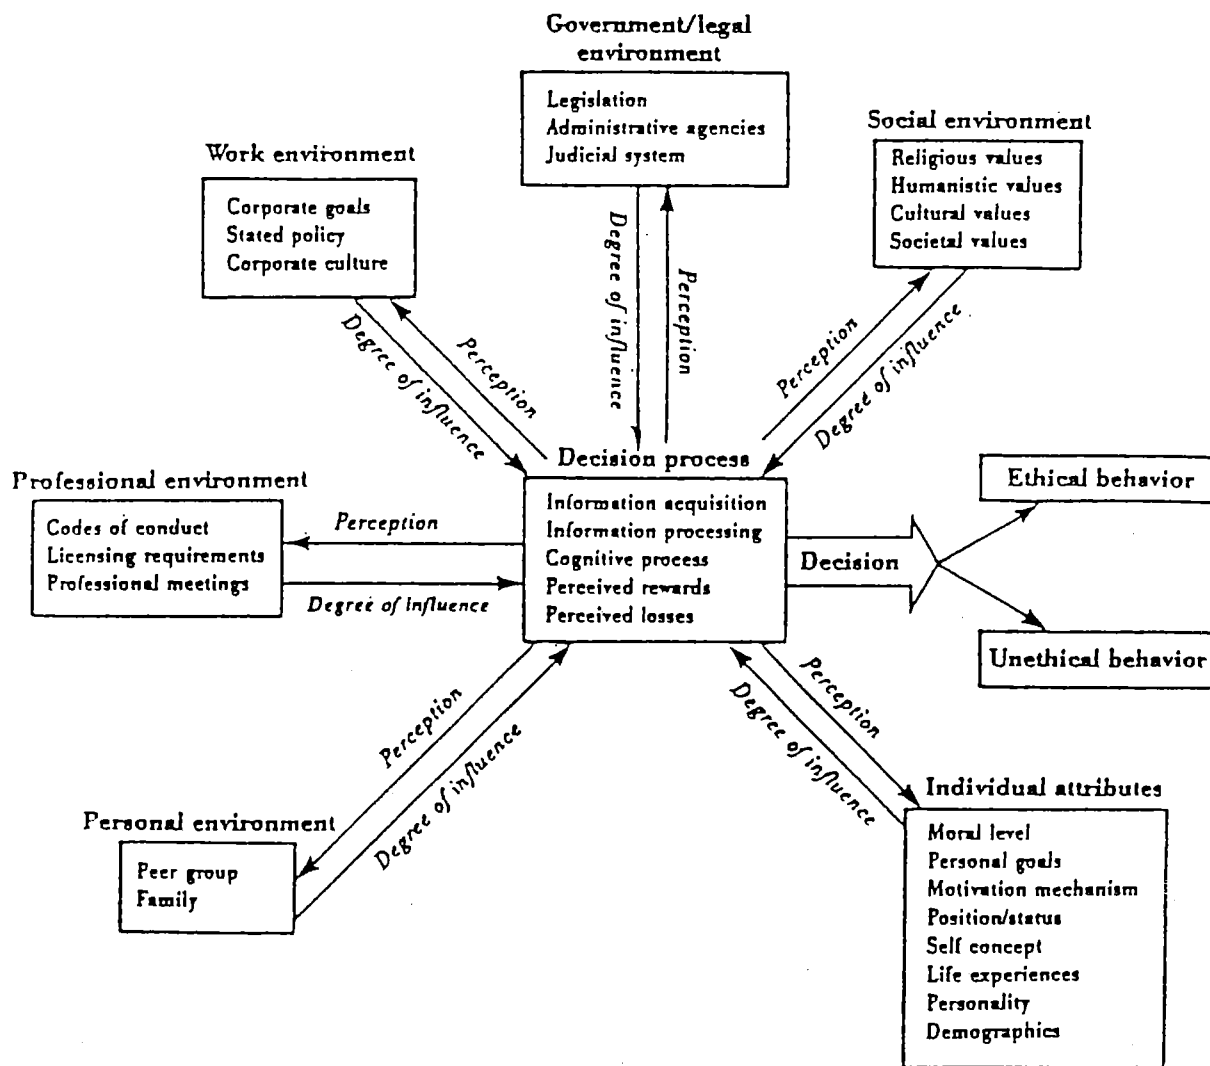 Government/legal
environment
Legislation
Administrative agencies
Judicial system
Social environment
Religious values
Humanistic values
Cultural values
Societal values
Work environment
Corporate goals
Stated policy
Corporate culture
Degree of influence
Perception
Degree of influence
Perception
Perception
Degree of influence
Professional environment
Codes of conduct
Licensing requirements
Professional meetings
Perception
Degree of Influence
Decision process
Information acquisition
Information processing
Cognitive process
Perceived rewards
Perceived losses
Decision
Ethical behavior
Unethical behavior
Perception
Degree of influence
Perception
Degree of influence
Personal environment
Peer group
Family
Individual attributes
Moral level
Personal goals
Motivation mechanism
Position/status
Self concept
Life experiences
Personality
Demographics